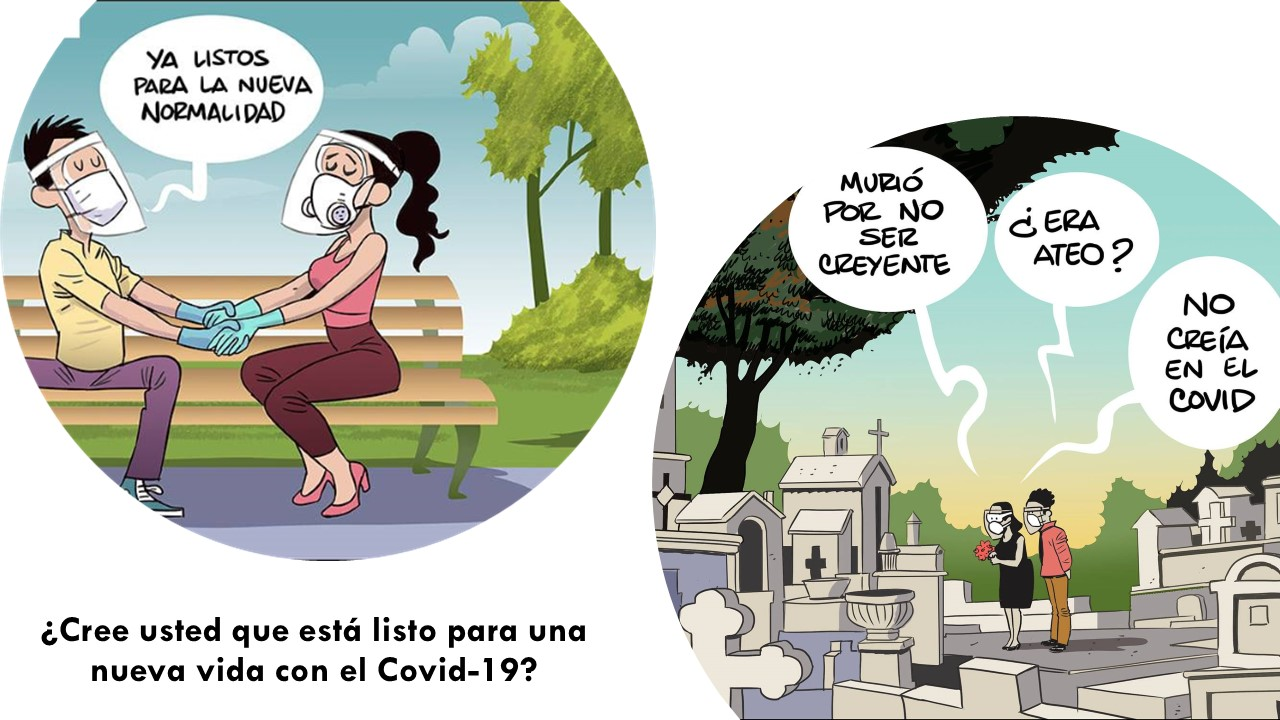 YA LISTOS
PARA LA NUEVA
NORMALIDAD
MURIÓ
POR NO
SER
CREYENTE
¿ERA
ATEO?
NO
CREÍA
EN EL
COVID
¿Cree usted que está listo para una
nueva vida con el Covid-19?